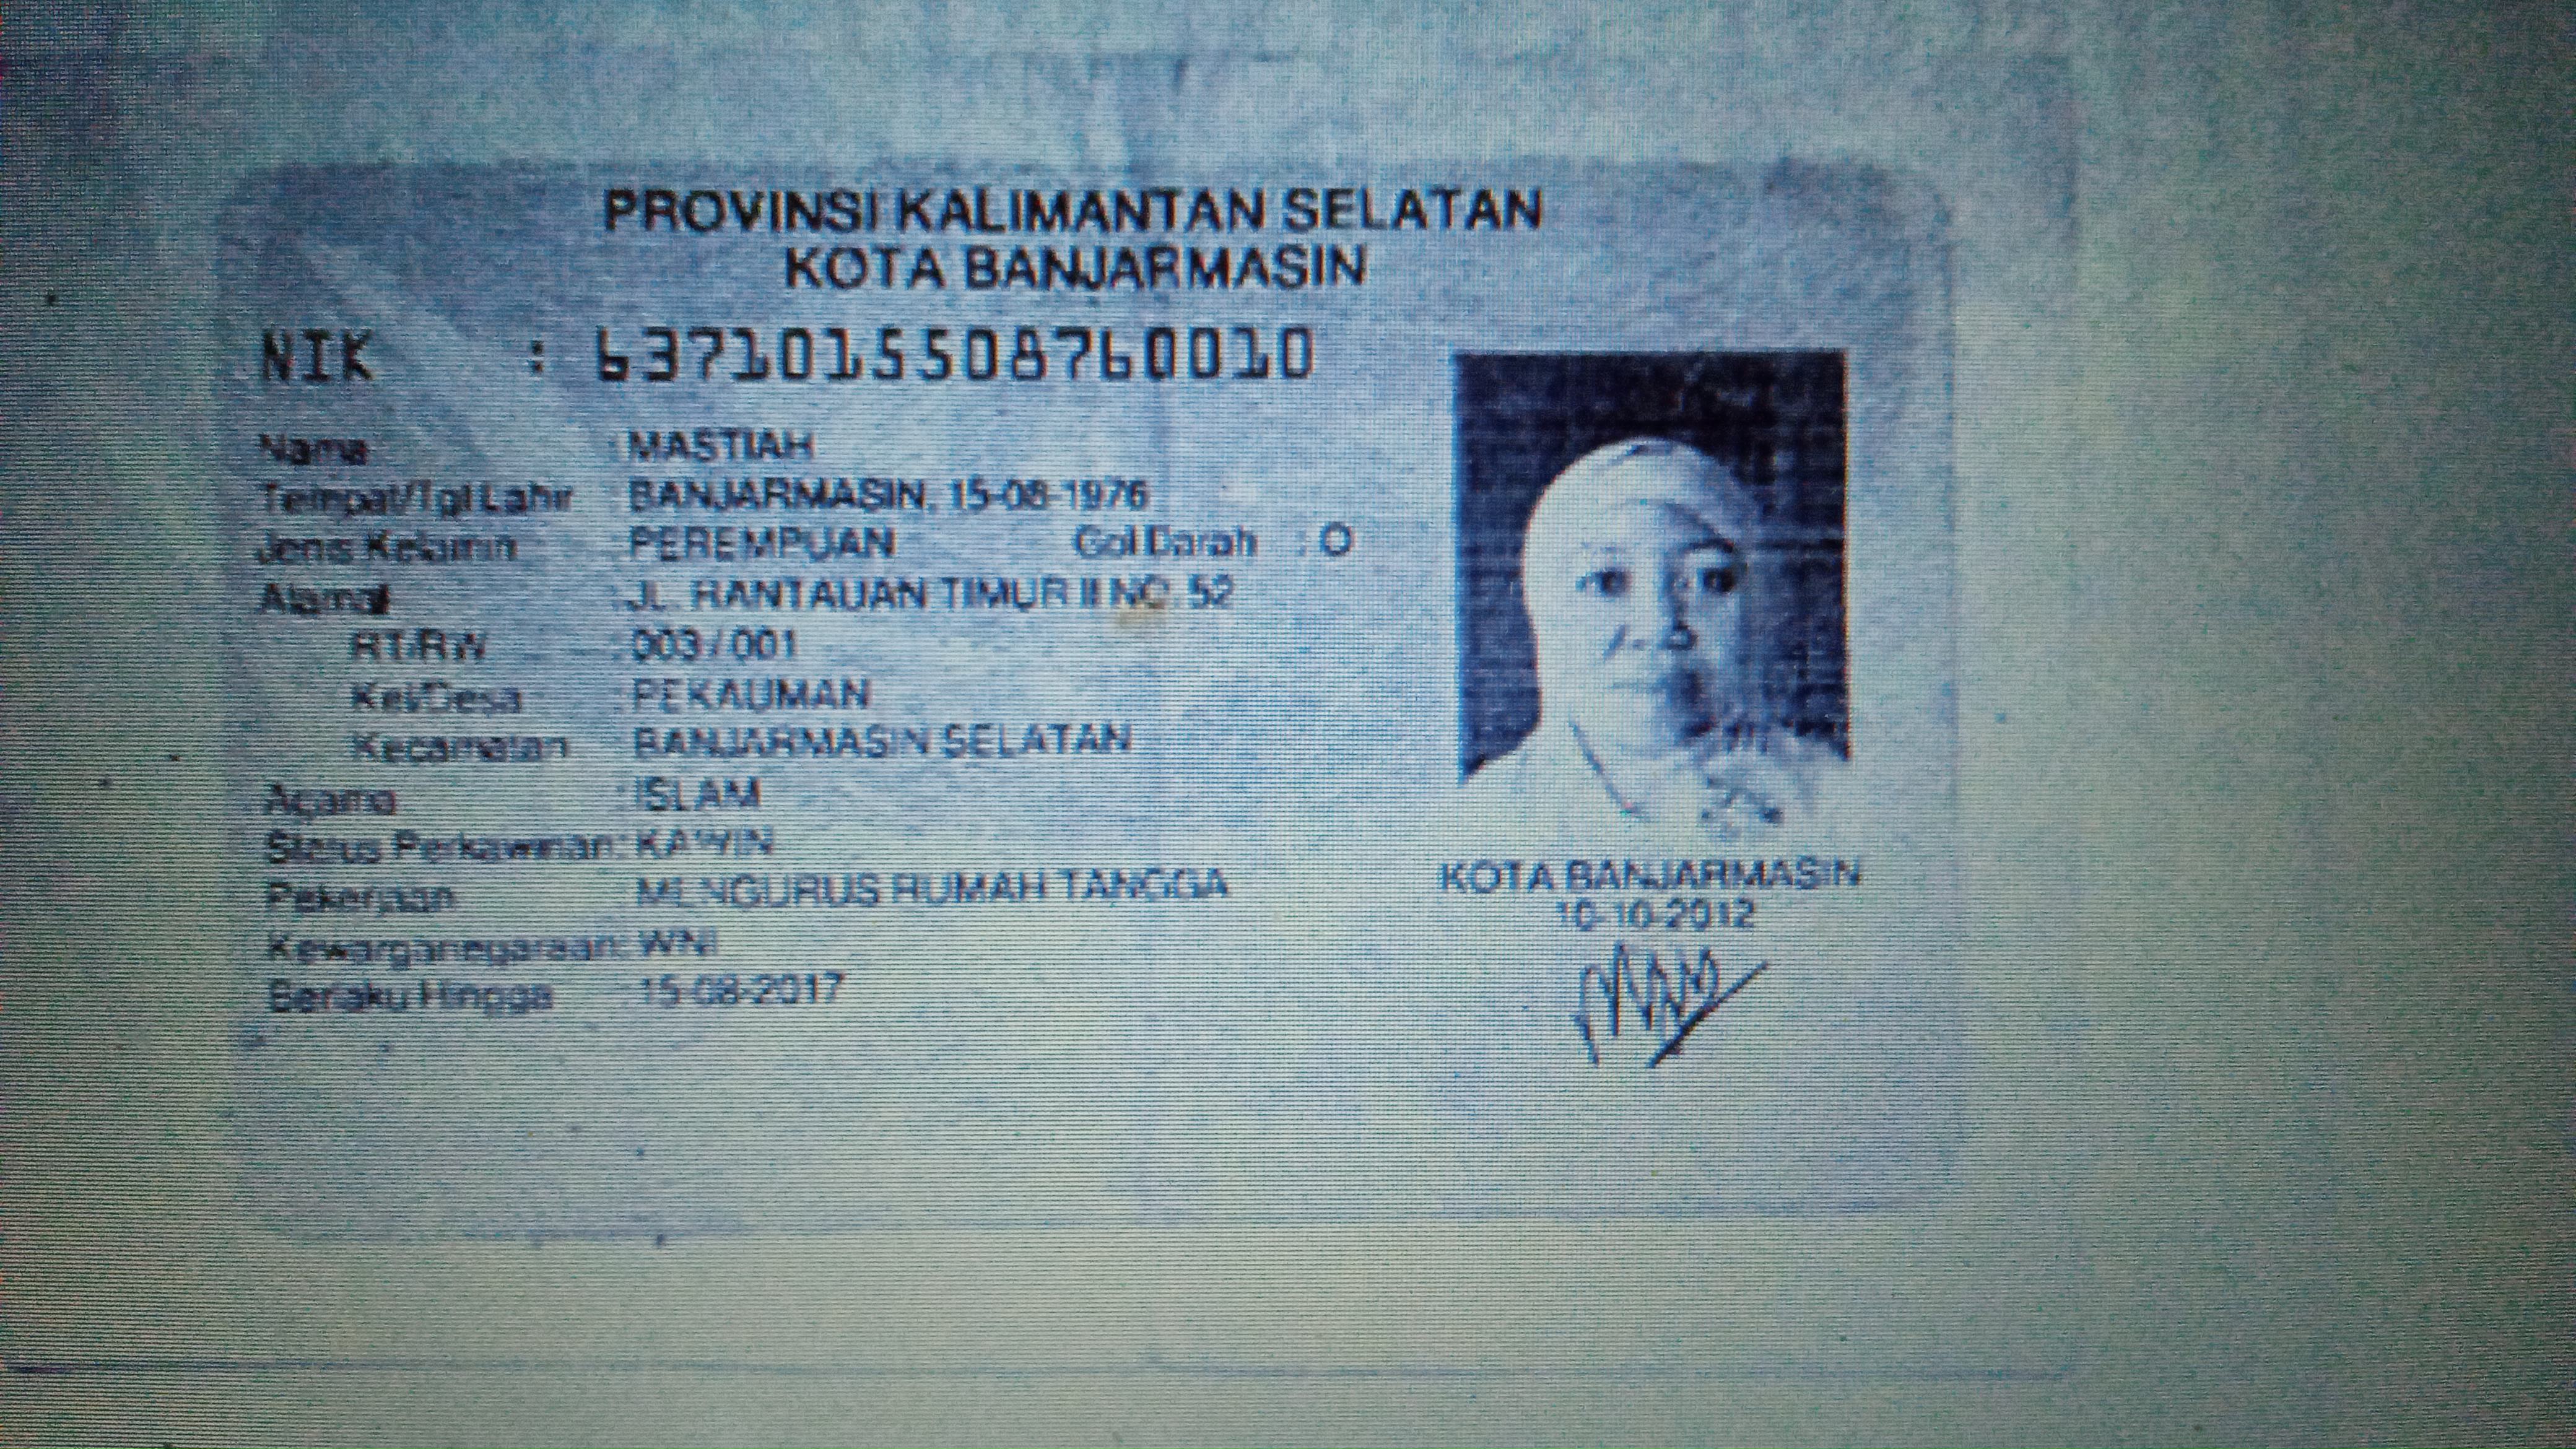 PROVINSI KALIMANTAN SELATAN
KOTA BANJARMASIN
NIK : 6371015508760010
Nama : MASTIAH
Tempat/Tgl Lahir : BANJARMASIN, 15-08-1976
Jenis Kelamin : PEREMPUAN Gol Darah : O
Alamat : JL. RANTAUAN TIMUR II NO. 52
RT/RW : 003 / 001
Kel/Desa : PEKAUMAN
Kecamatan : BANJARMASIN SELATAN
Agama : ISLAM
Status Perkawinan : KAWIN
Pekerjaan : MENGURUS RUMAH TANGGA
Kewarganegaraan : WNI
Berlaku Hingga : 15-08-2017
KOTA BANJARMASIN
10-10-2012